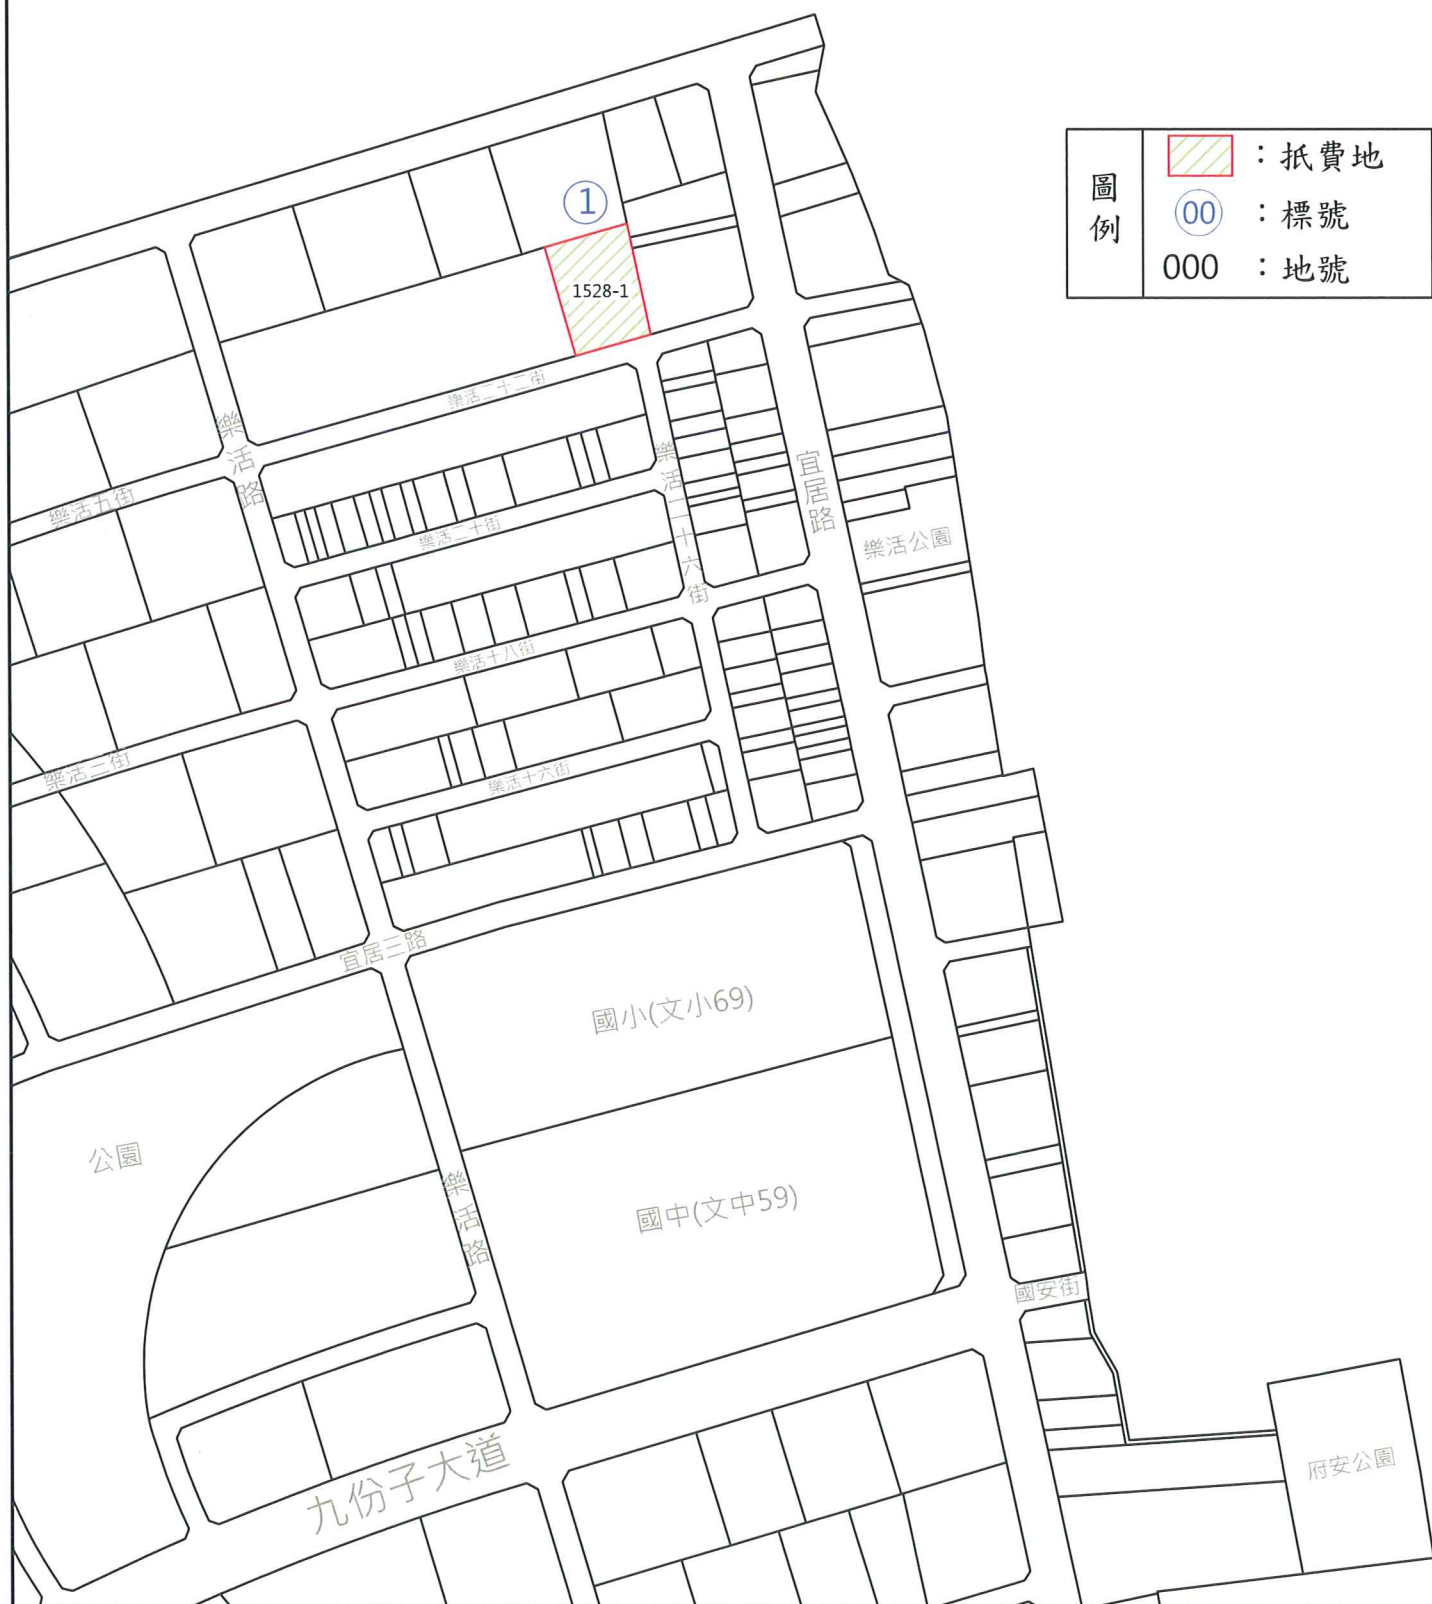 ①
1528-1
圖例
：抵費地
00：標號
000：地號
樂活二十二街
樂活路
樂活九街
樂活二十街
樂活二十六街
宜居路
樂活公園
樂活十八街
樂活三街
樂活十六街
宜居三路
國小(文小69)
公園
國中(文中59)
樂活路
國安街
九份子大道
府安公園